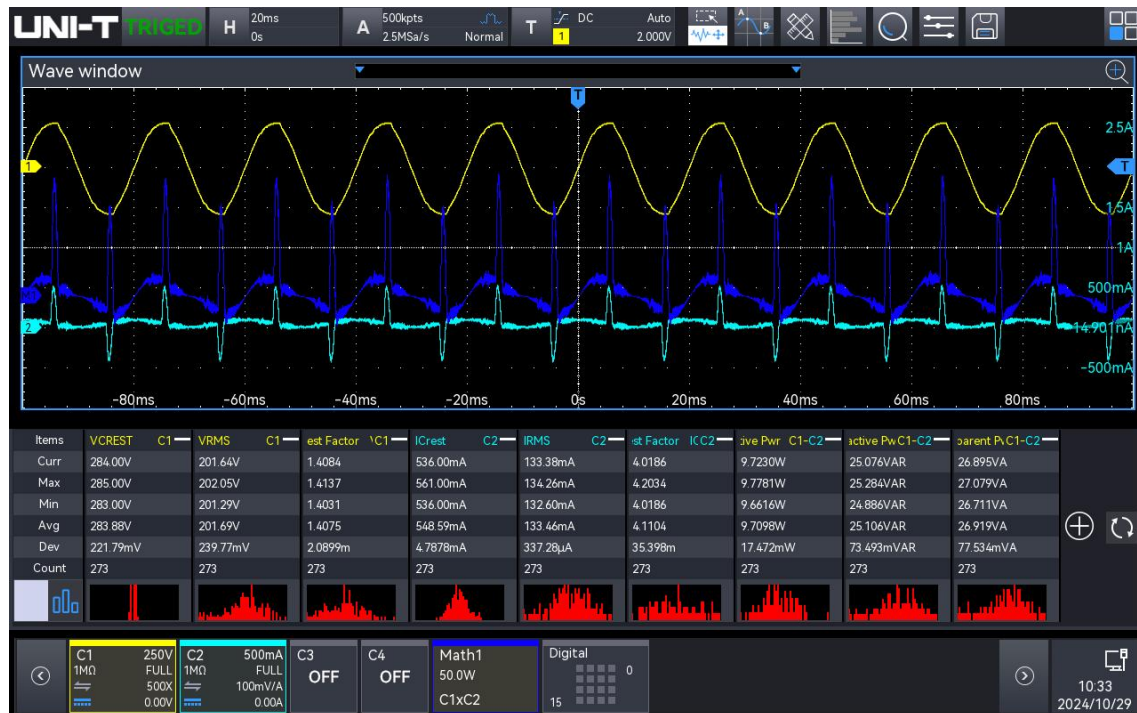 UNI-T TRIGED H 20ms 0s A 500kpts 2.5MSa/s Normal T DC 1 Auto 2.000V
Wave window
T
2.5A
1 T
1.5A
1A
500mA
2 14.901nA
-500mA
-80ms -60ms -40ms -20ms 0s 20ms 40ms 60ms 80ms
Items VCREST C1 VRMS C1 est Factor C1 ICrest C2 IRMS C2 st Factor IC C2 tive Pwr C1-C2 active Pw C1-C2 parent P C1-C2
Curr 284.00V 201.64V 1.4084 536.00mA 133.38mA 4.0186 9.7230W 25.076VAR 26.895VA
Max 285.00V 202.05V 1.4137 561.00mA 134.26mA 4.2034 9.7781W 25.284VAR 27.079VA
Min 283.00V 201.29V 1.4031 536.00mA 132.60mA 4.0186 9.6616W 24.886VAR 26.711VA
Avg 283.88V 201.69V 1.4075 548.59mA 133.46mA 4.1104 9.7098W 25.106VAR 26.919VA
Dev 221.79mV 239.77mV 2.0899m 4.7878mA 337.28µA 35.398m 17.472mW 73.493mVAR 77.534mVA
Count 273 273 273 273 273 273 273 273 273
C1 250V C2 500mA C3 C4 Math1 Digital
1MΩ FULL 1MΩ FULL OFF OFF 50.0W 0
500X 100mV/A
0.00V 0.00A C1xC2 15
10:33
2024/10/29